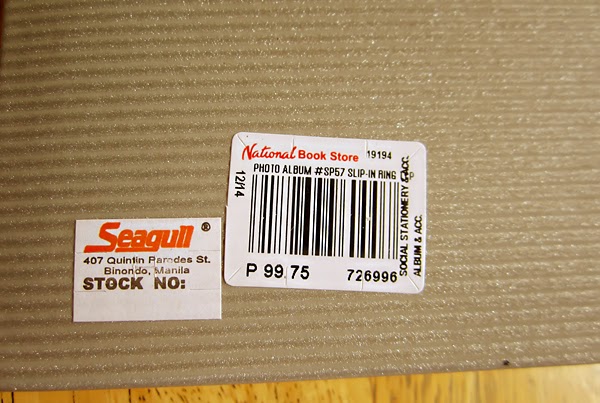 National Book Store 19194
PHOTO ALBUM #SP57 SLIP-IN RING
12/14
SOCIAL STATIONERY & ACC.
ALBUM & ACC.
P 99.75
726996
Seagull ®
407 Quintin Paredes St.
Binondo, Manila
STOCK NO: